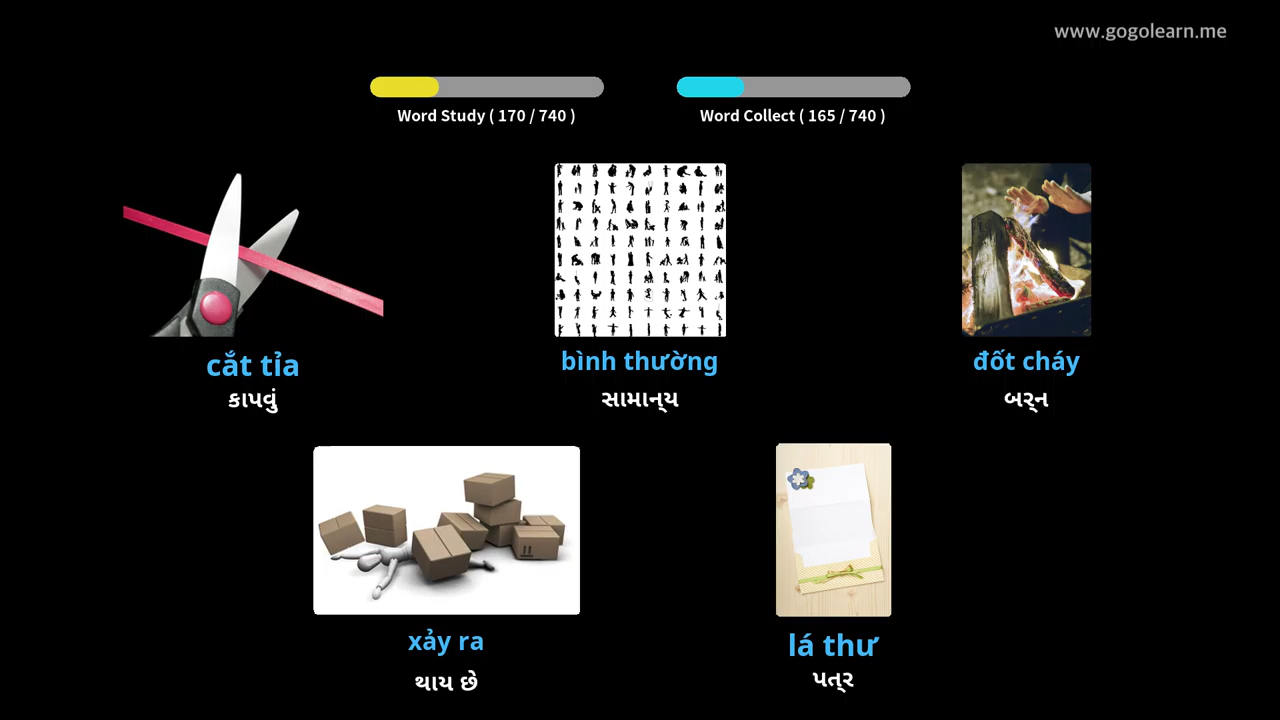 www.gogolearn.me
Word Study ( 170 / 740 )
Word Collect ( 165 / 740 )
cắt tỉa
કાપવું
bình thường
સામાન્ય
đốt cháy
બર્ન
xảy ra
થાય છે
lá thư
પત્ર